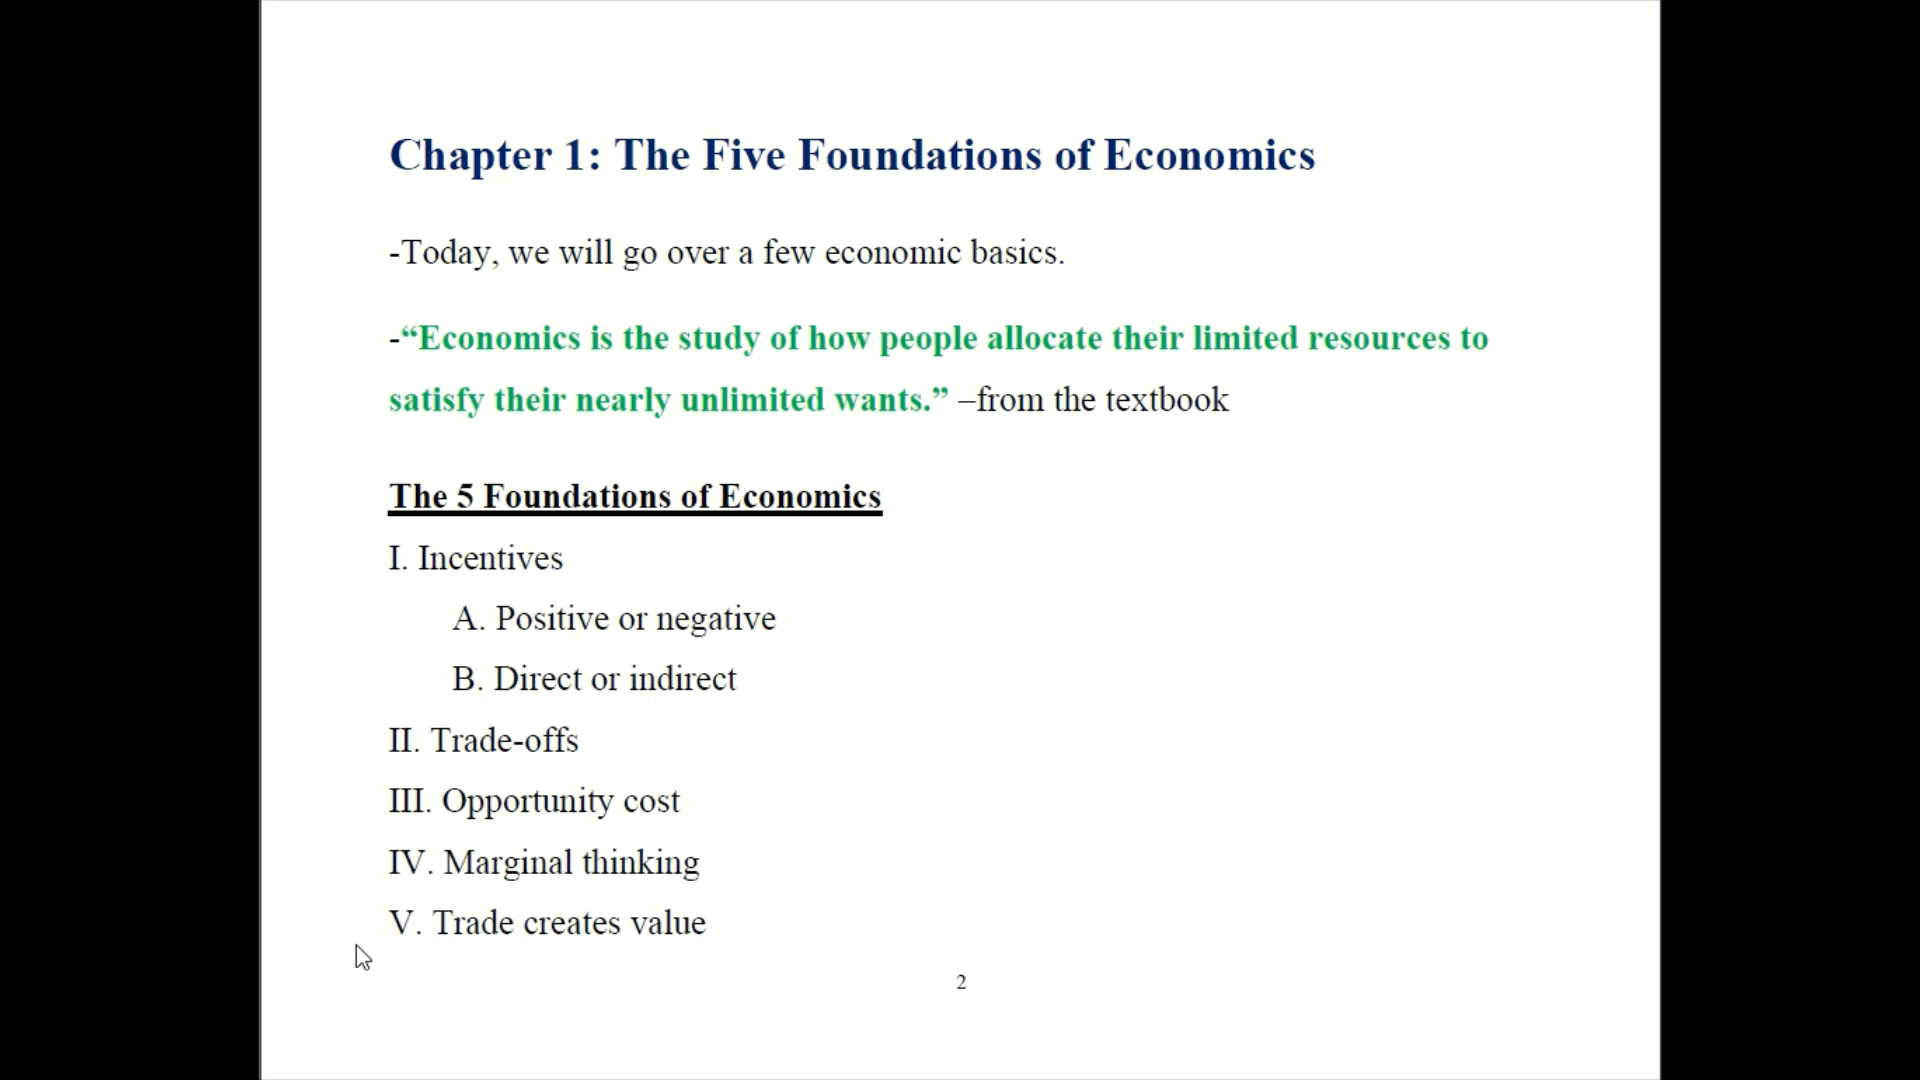 Chapter 1: The Five Foundations of Economics
-Today, we will go over a few economic basics.
-“Economics is the study of how people allocate their limited resources to
satisfy their nearly unlimited wants.” –from the textbook
The 5 Foundations of Economics
I. Incentives
A. Positive or negative
B. Direct or indirect
II. Trade-offs
III. Opportunity cost
IV. Marginal thinking
V. Trade creates value
2